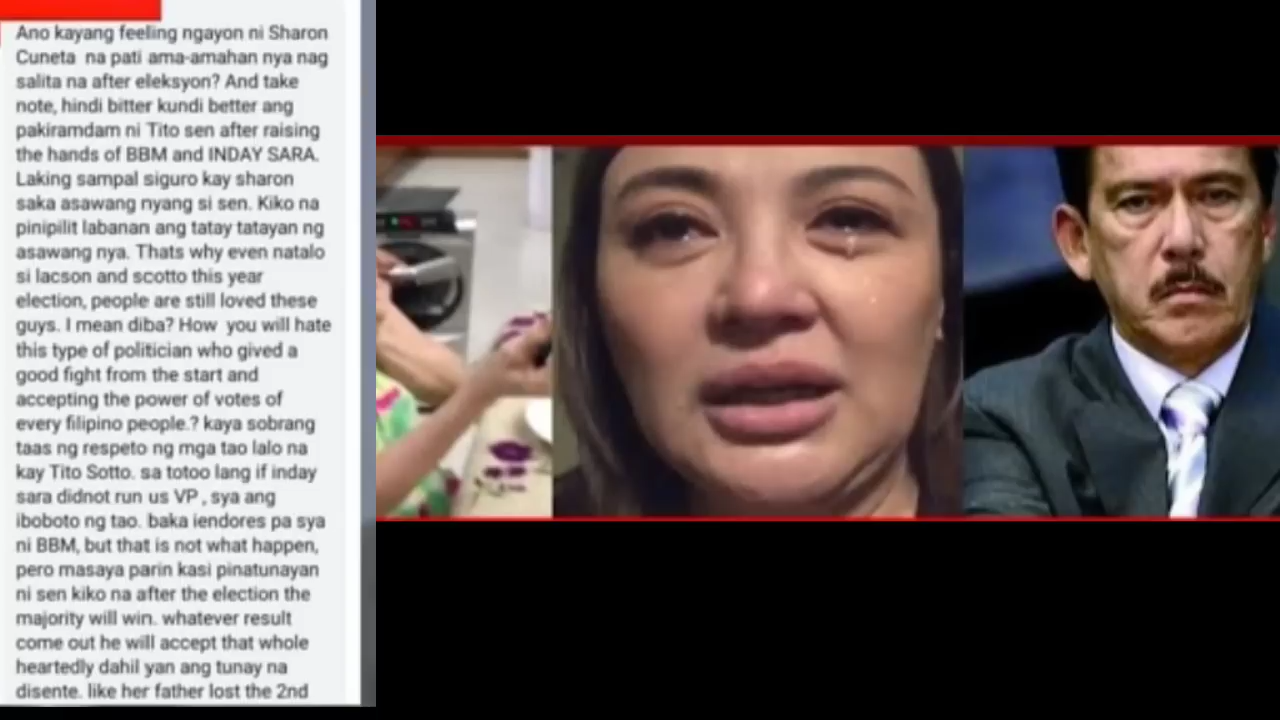 Ano kayang feeling ngayon ni Sharon
Cuneta na pati ama-amahan nya nag
salita na after eleksyon? And take
note, hindi bitter kundi better ang
pakiramdam ni Tito sen after raising
the hands of BBM and INDAY SARA.
Laking sampal siguro kay sharon
saka asawang nyang si sen. Kiko na
pinipilit labanan ang tatay tatayan ng
asawang nya. Thats why even natalo
si lacson and scotto this year
election, people are still loved these
guys. I mean diba? How you will hate
this type of politician who gived a
good fight from the start and
accepting the power of votes of
every filipino people.? kaya sobrang
taas ng respeto ng mga tao lalo na
kay Tito Sotto. sa totoo lang if inday
sara didnot run us VP , sya ang
iboboto ng tao. baka iendores pa sya
ni BBM, but that is not what happen,
pero masaya parin kasi pinatunayan
ni sen kiko na after the election the
majority will win. whatever result
come out he will accept that whole
heartedly dahil yan ang tunay na
disente. like her father lost the 2nd